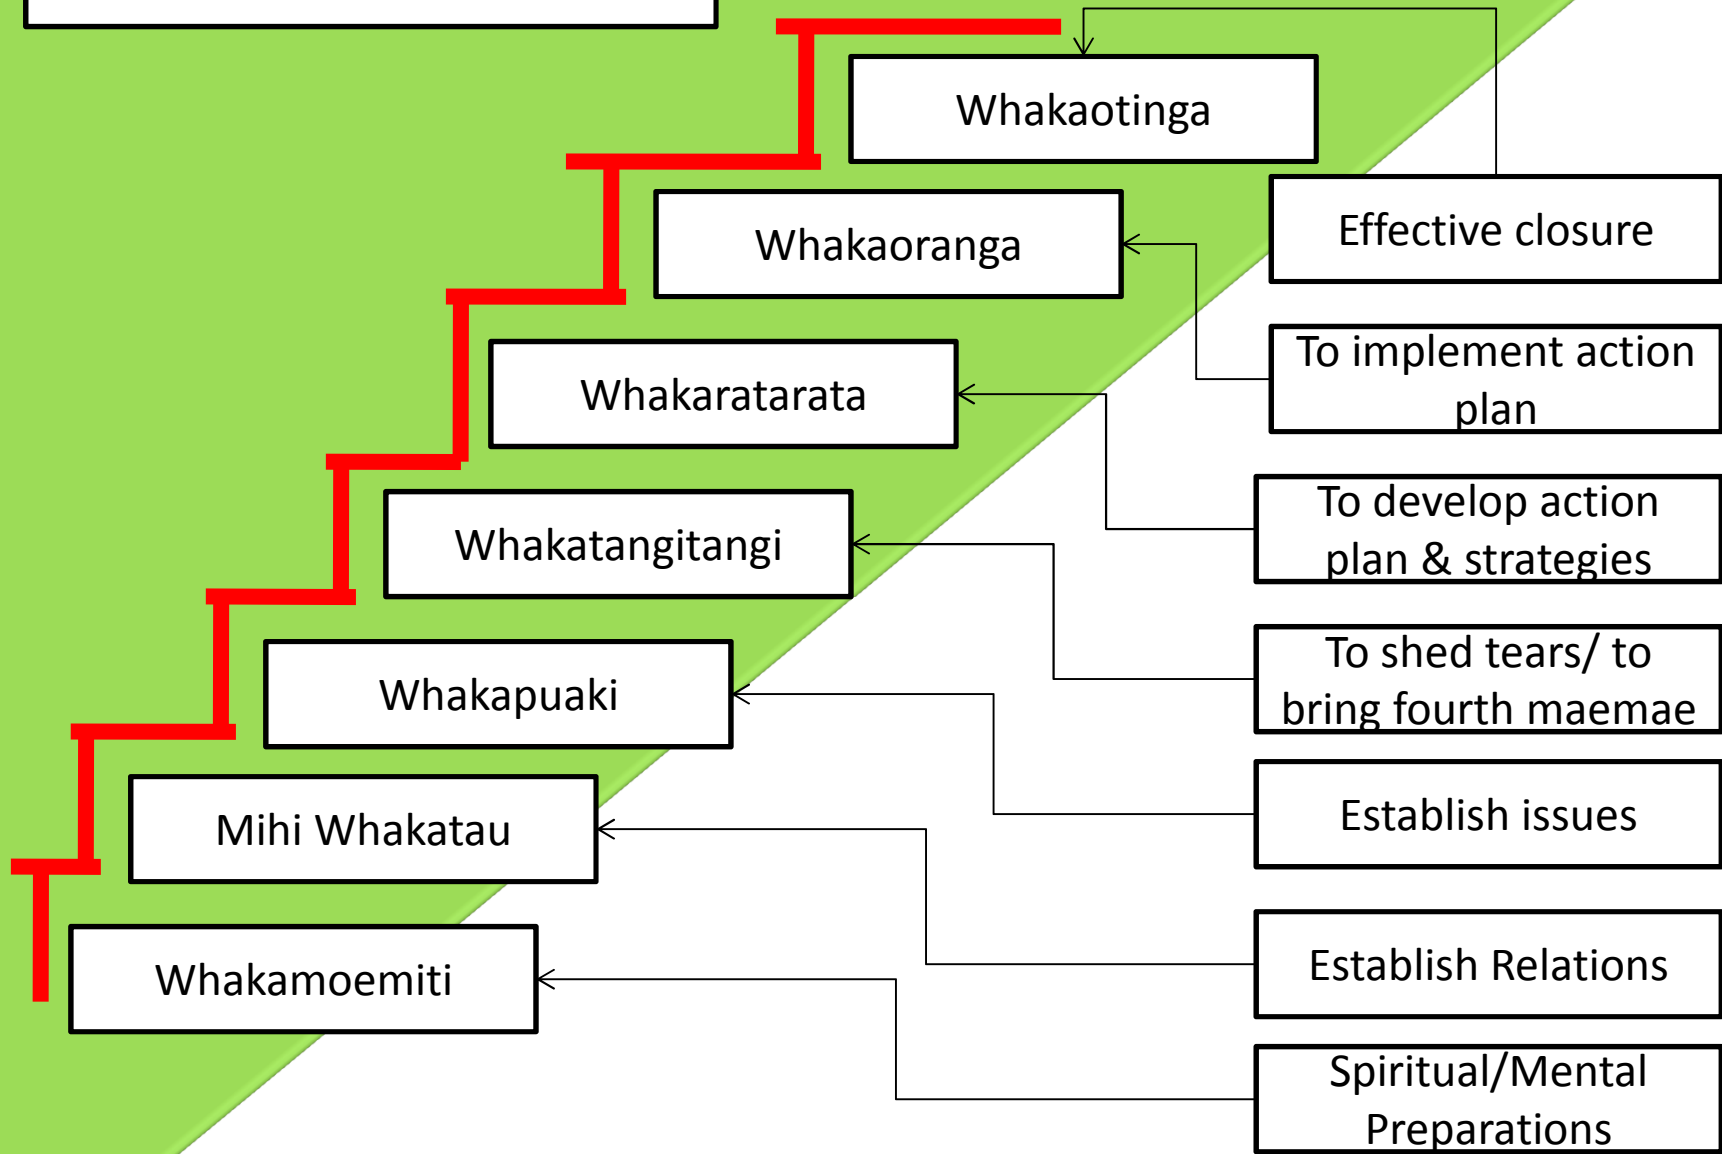 Whakaotinga
Effective closure
Whakaoranga
To implement action
plan
Whakaratarata
To develop action
plan & strategies
Whakatangitangi
To shed tears/ to
bring fourth maemae
Whakapuaki
Establish issues
Mihi Whakatau
Establish Relations
Whakamoemiti
Spiritual/Mental
Preparations